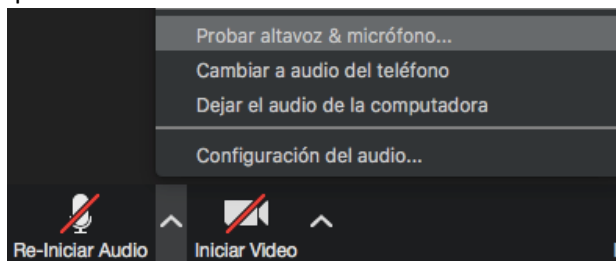 Probar altavoz & micrófono...
Cambiar a audio del teléfono
Dejar el audio de la computadora
Configuración del audio...
Re-Iniciar Audio
Iniciar Video